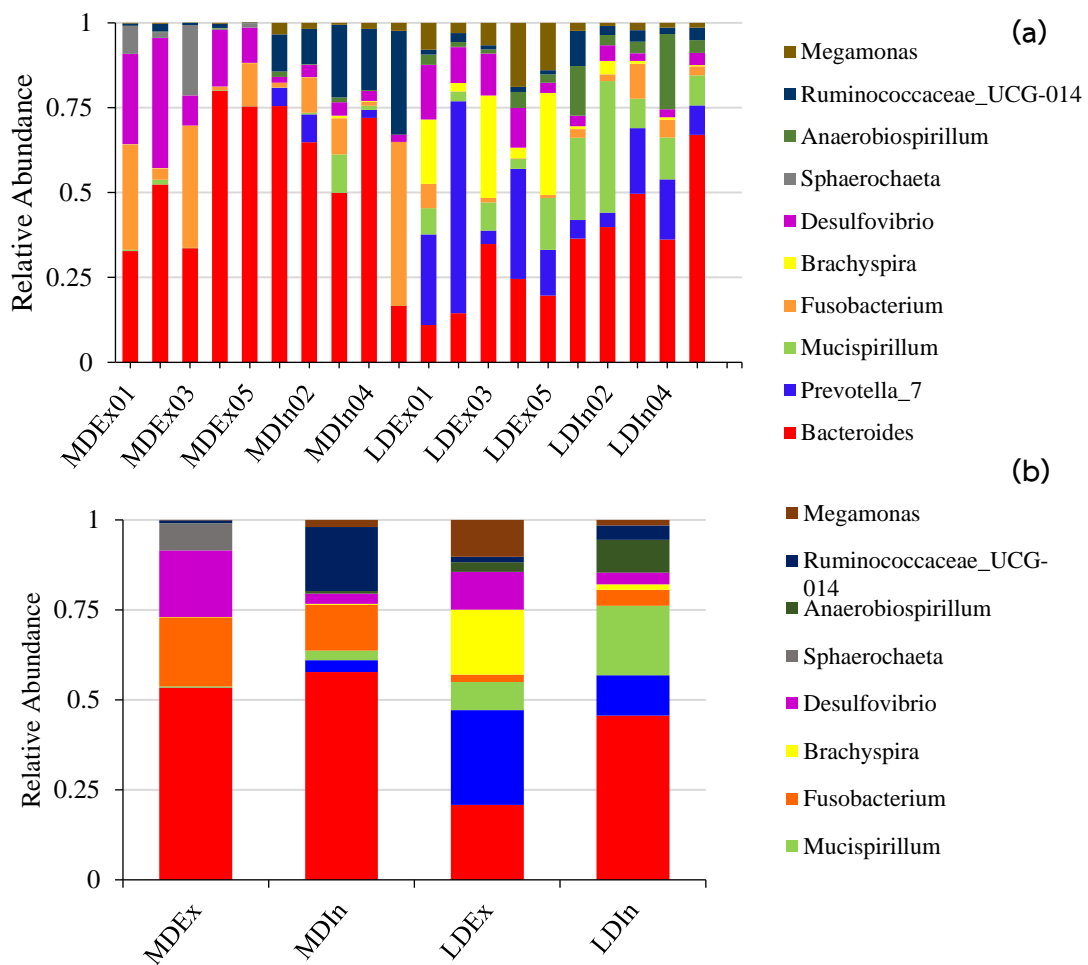 (a)
Relative Abundance
1
0.75
0.5
0.25
0
MDEx01
MDEx03
MDEx05
MDIn02
MDIn04
LDEx01
LDEx03
LDEx05
LDIn02
LDIn04
Megamonas
Ruminococcaceae_UCG-014
Anaerobiospirillum
Sphaerochaeta
Desulfovibrio
Brachyspira
Fusobacterium
Mucispirillum
Prevotella_7
Bacteroides
(b)
Relative Abundance
1
0.75
0.5
0.25
0
MDEx
MDIn
LDEx
LDIn
Megamonas
Ruminococcaceae_UCG-
014
Anaerobiospirillum
Sphaerochaeta
Desulfovibrio
Brachyspira
Fusobacterium
Mucispirillum